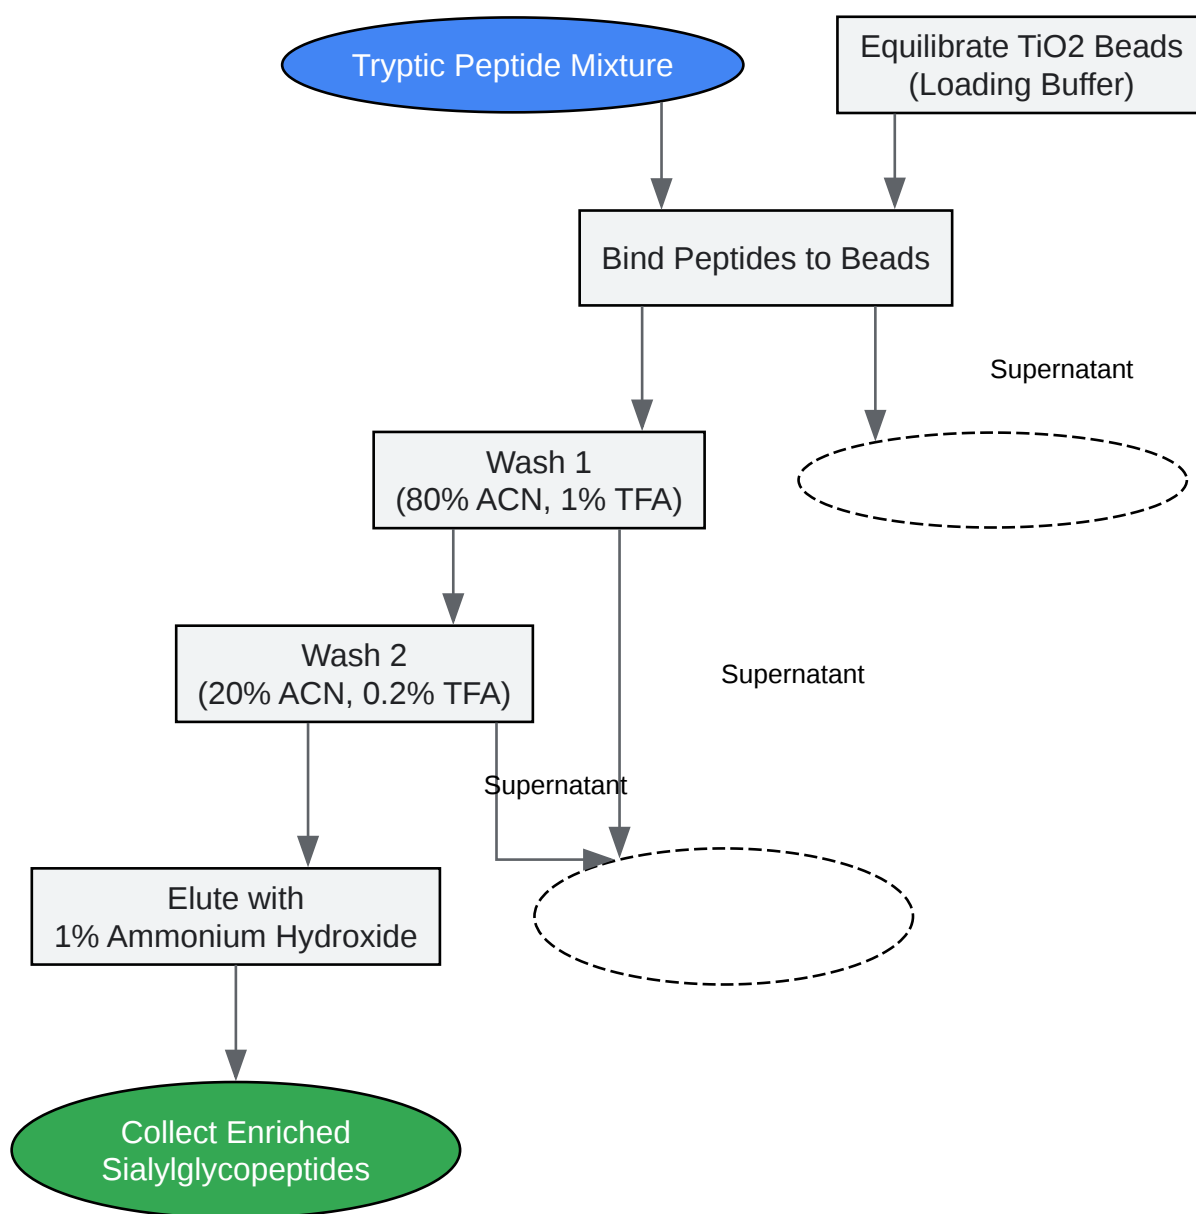 Tryptic Peptide Mixture
Equilibrate TiO2 Beads
(Loading Buffer)
Bind Peptides to Beads
Supernatant
Wash 1
(80% ACN, 1% TFA)
Wash 2
(20% ACN, 0.2% TFA)
Supernatant
Supernatant
Elute with
1% Ammonium Hydroxide
Collect Enriched
Sialylglycopeptides